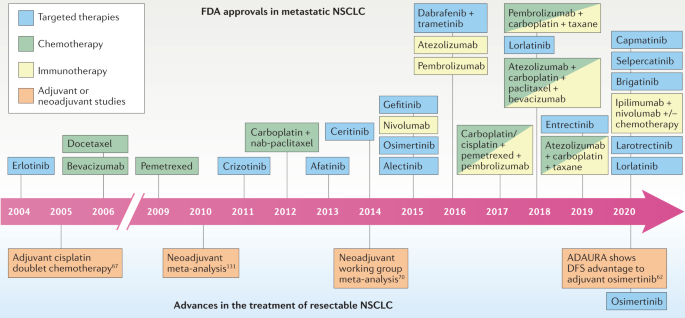 FDA approvals in metastatic NSCLC
Targeted therapies
Chemotherapy
Immunotherapy
Adjuvant or
neoadjuvant studies
Erlotinib
Docetaxel
Bevacizumab
Pemetrexed
Crizotinib
Carboplatin +
nab-paclitaxel
Afatinib
Ceritinib
Gefitinib
Nivolumab
Osimertinib
Alectinib
Dabrafenib +
trametinib
Atezolizumab
Pembrolizumab
Carboplatin/
cisplatin +
pemetrexed +
pembrolizumab
Pembrolizumab +
carboplatin + taxane
Lorlatinib
Atezolizumab +
carboplatin +
paclitaxel +
bevacizumab
Entrectinib
Atezolizumab
+ carboplatin
+ taxane
Capmatinib
Selpercatinib
Brigatinib
Ipilimumab +
nivolumab +/−
chemotherapy
Larotrectinib
Lorlatinib
2004 2005 2006 2009 2010 2011 2012 2013 2014 2015 2016 2017 2018 2019 2020
Adjuvant cisplatin
doublet chemotherapy67
Neoadjuvant
meta-analysis131
Neoadjuvant
working group
meta-analysis70
ADAURA shows
DFS advantage to
adjuvant osimertinib62
Osimertinib
Advances in the treatment of resectable NSCLC